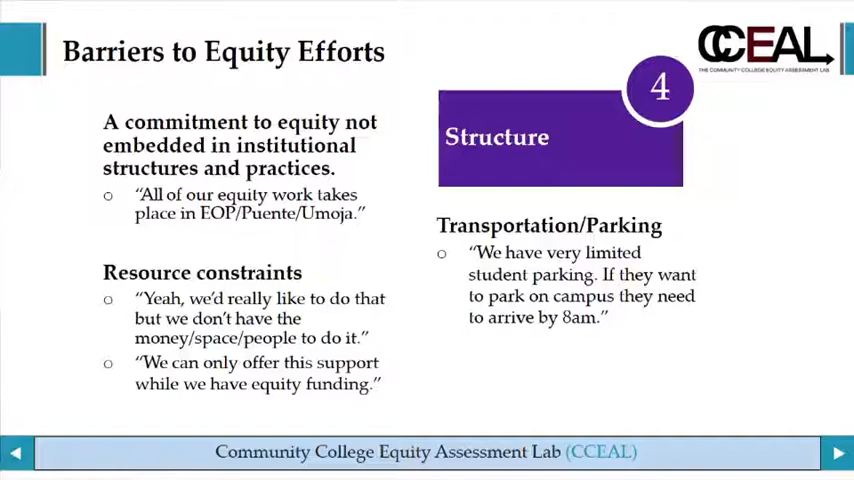 Barriers to Equity Efforts
CCEAL
THE COMMUNITY COLLEGE EQUITY ASSESSMENT LAB
A commitment to equity not
embedded in institutional
structures and practices.
o "All of our equity work takes
place in EOP/Puente/Umoja."
Resource constraints
o "Yeah, we'd really like to do that
but we don't have the
money/space/people to do it."
o "We can only offer this support
while we have equity funding."
4
Structure
Transportation/Parking
o "We have very limited
student parking. If they want
to park on campus they need
to arrive by 8am."
Community College Equity Assessment Lab (CCEAL)